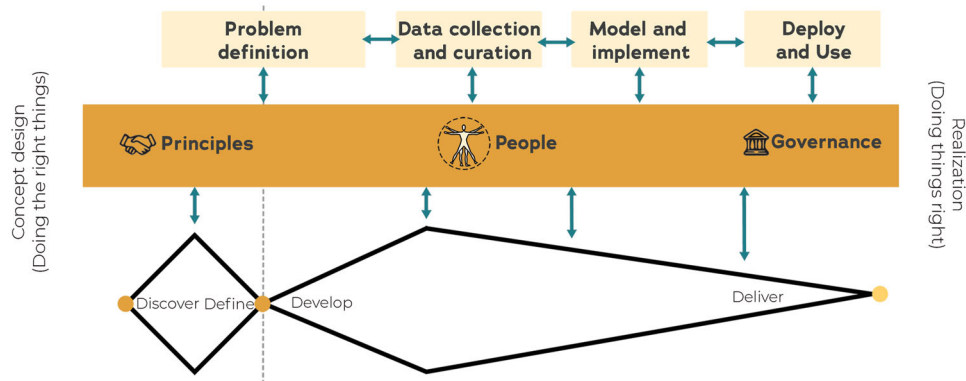 Problem
definition
Data collection
and curation
Model and
implement
Deploy
and Use
Concept design
(Doing the right things)
Principles
People
Governance
Realization
(Doing things right)
Discover
Define
Develop
Deliver